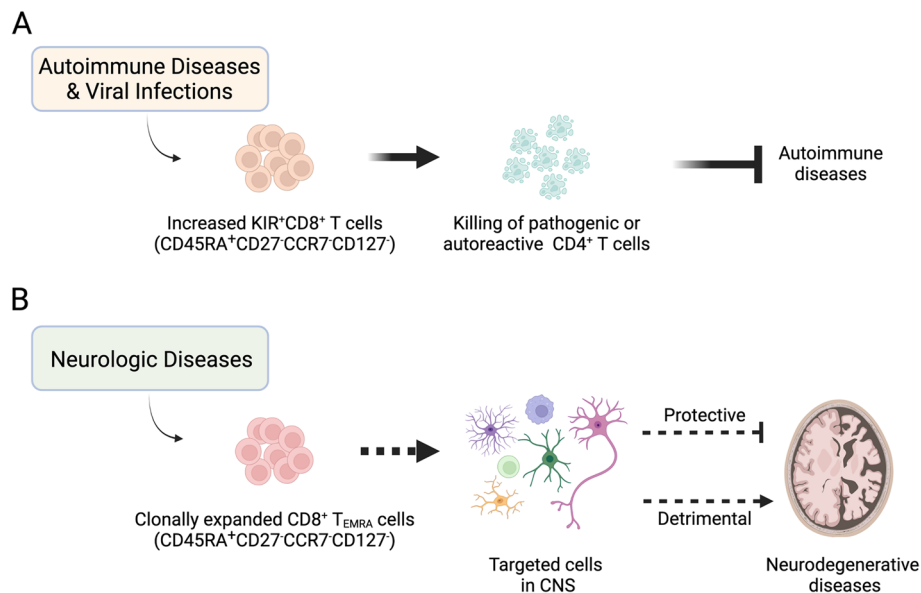 A
Autoimmune Diseases
& Viral Infections
Increased KIR⁺CD8⁺ T cells
(CD45RA⁺CD27⁻CCR7⁻CD127⁻)
Killing of pathogenic or
autoreactive CD4⁺ T cells
Autoimmune
diseases
B
Neurologic Diseases
Clonally expanded CD8⁺ T_EMRA cells
(CD45RA⁺CD27⁻CCR7⁻CD127⁻)
Targeted cells
in CNS
Protective
Detrimental
Neurodegenerative
diseases